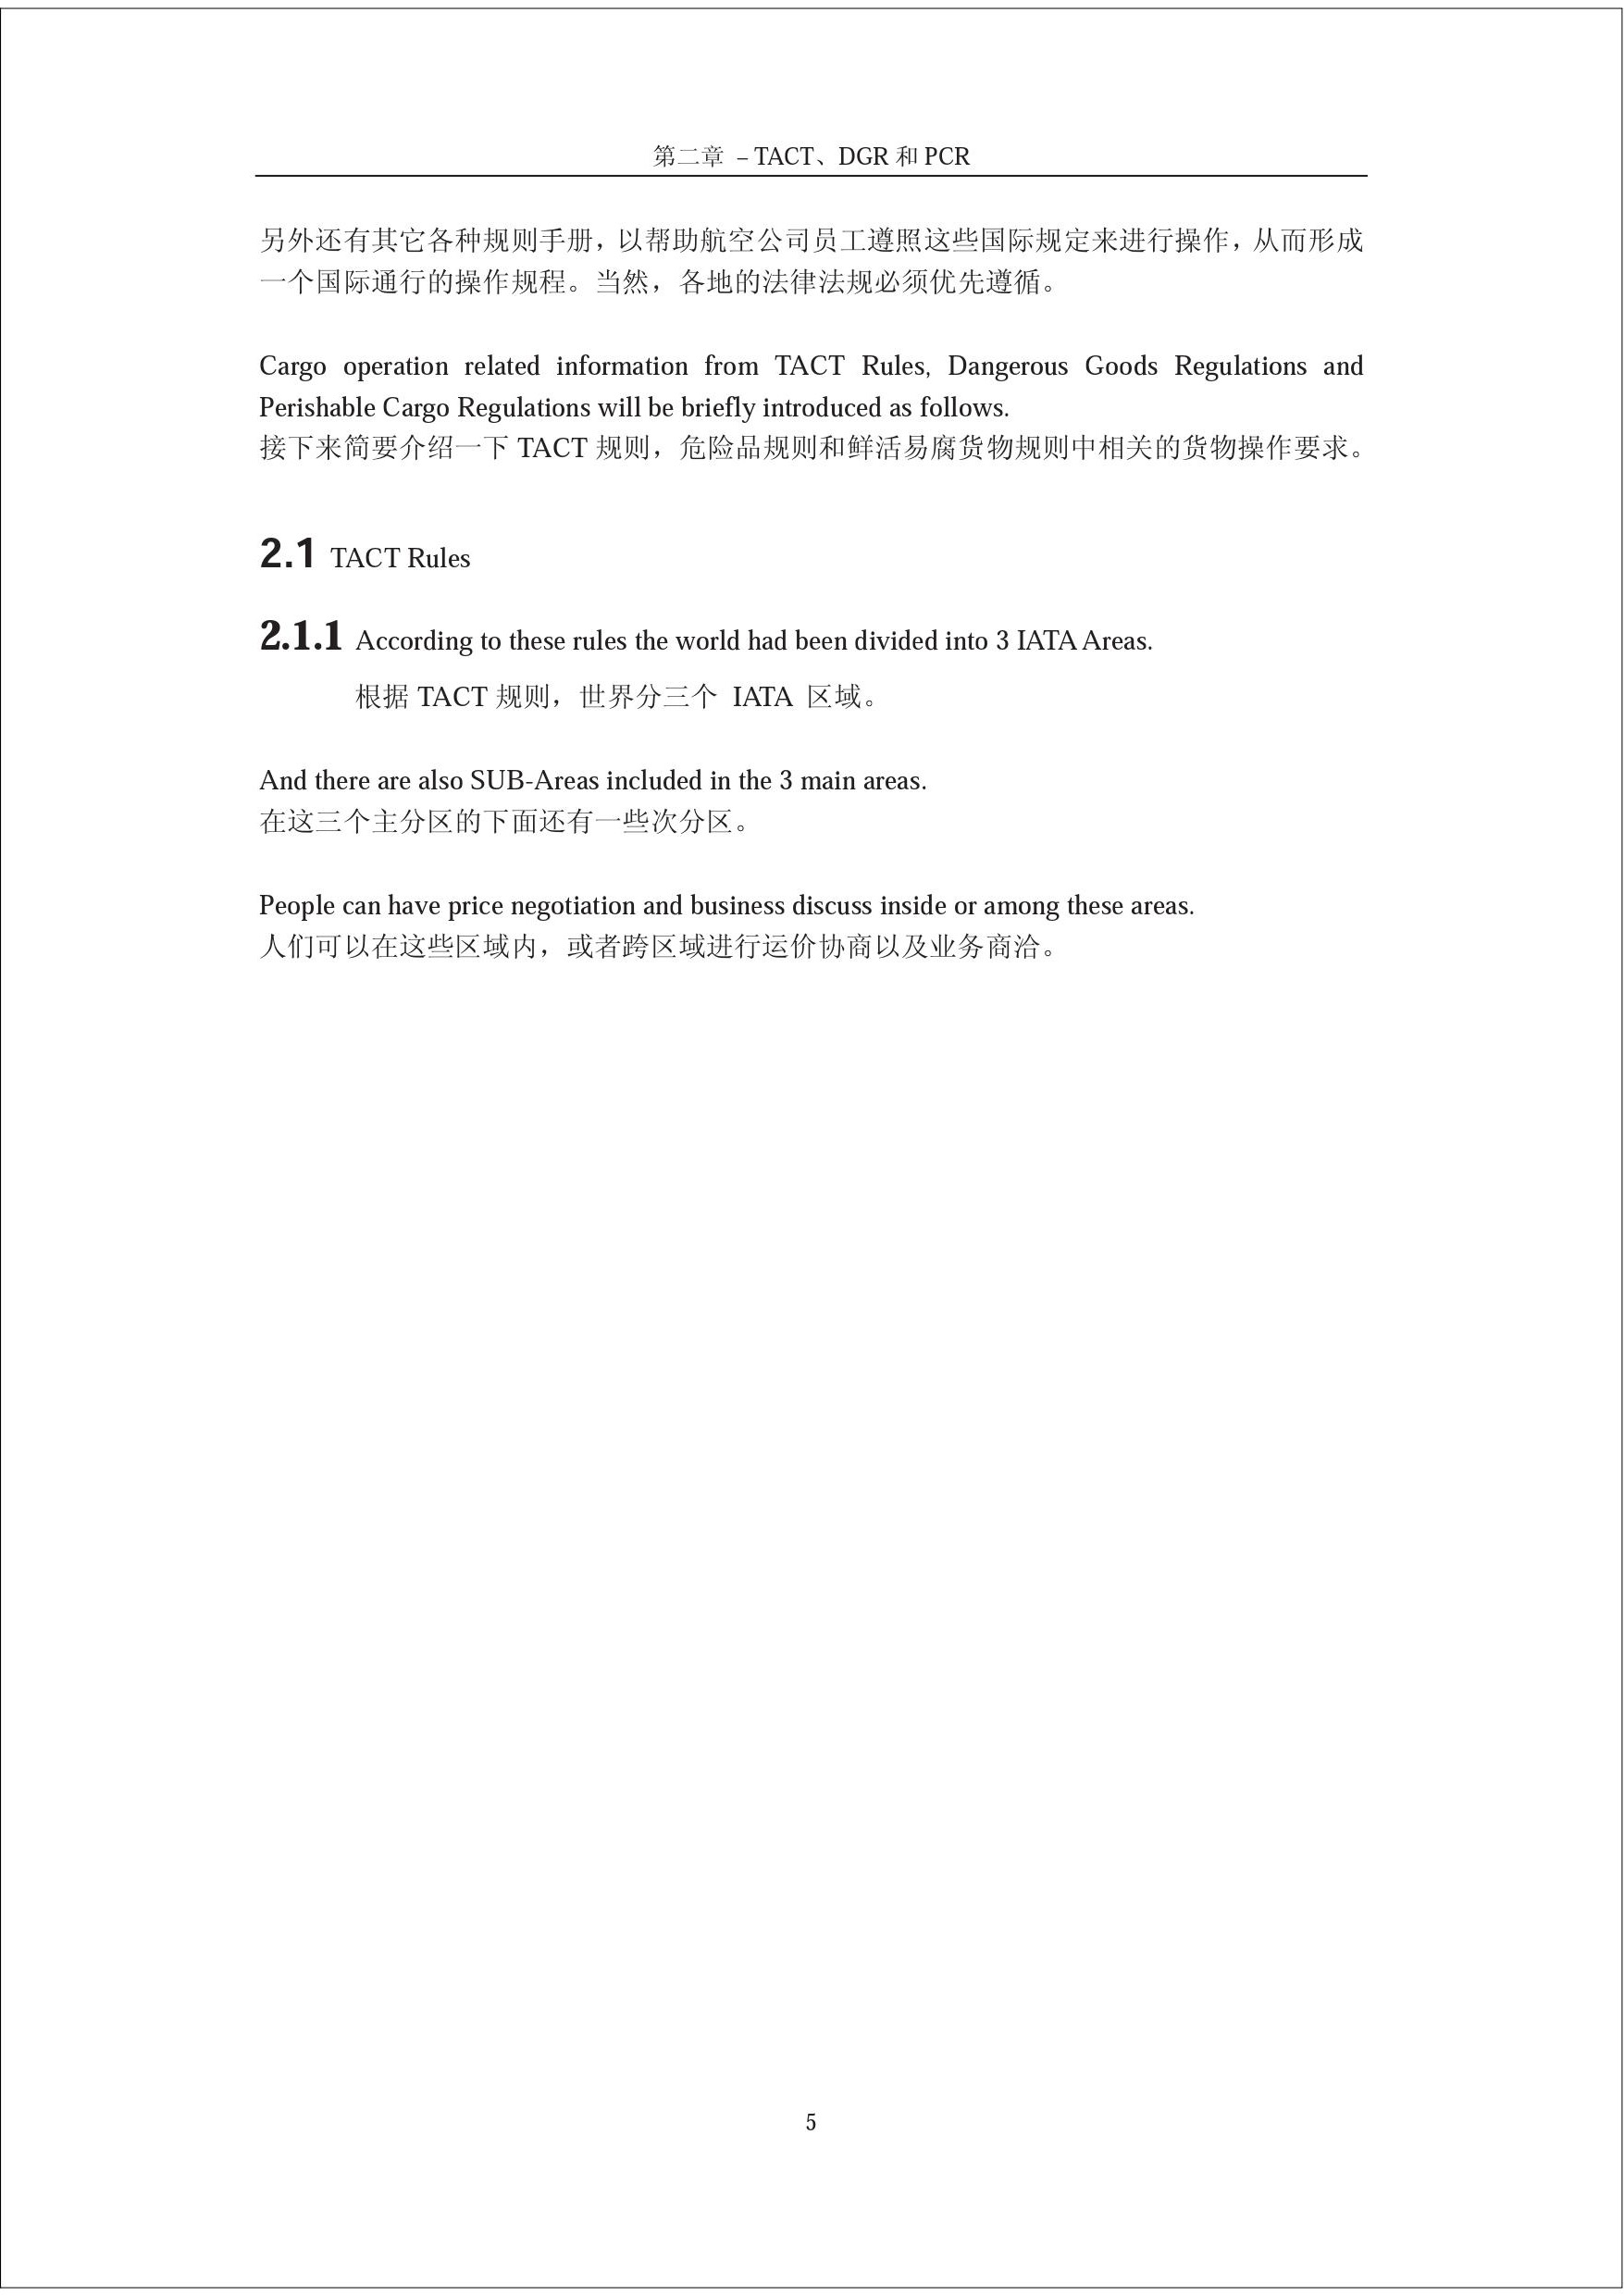 第二章 – TACT、DGR 和 PCR
另外还有其它各种规则手册，以帮助航空公司员工遵照这些国际规定来进行操作，从而形成
一个国际通行的操作规程。当然，各地的法律法规必须优先遵循。
Cargo operation related information from TACT Rules, Dangerous Goods Regulations and
Perishable Cargo Regulations will be briefly introduced as follows.
接下来简要介绍一下 TACT 规则，危险品规则和鲜活易腐货物规则中相关的货物操作要求。
2.1 TACT Rules
2.1.1 According to these rules the world had been divided into 3 IATA Areas.
根据 TACT 规则，世界分三个 IATA 区域。
And there are also SUB-Areas included in the 3 main areas.
在这三个主分区的下面还有一些次分区。
People can have price negotiation and business discuss inside or among these areas.
人们可以在这些区域内，或者跨区域进行运价协商以及业务商洽。
5